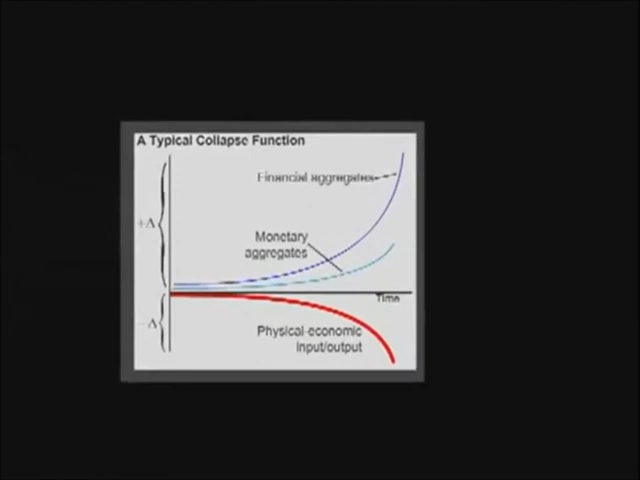 A Typical Collapse Function
Financial aggregates
+Δ
Monetary
aggregates
Time
-Δ
Physical-economic
input/output